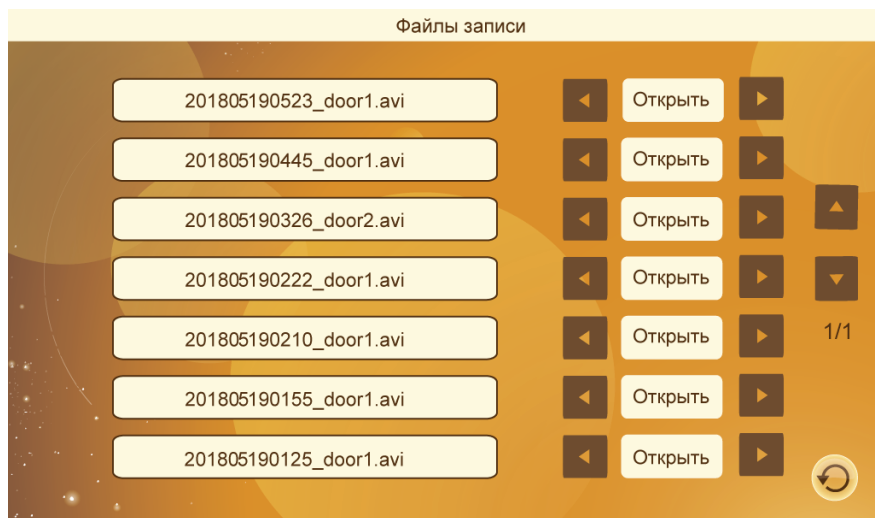 Файлы записи
201805190523_door1.avi Открыть
201805190445_door1.avi Открыть
201805190326_door2.avi Открыть
201805190222_door1.avi Открыть
201805190210_door1.avi Открыть
1/1
201805190155_door1.avi Открыть
201805190125_door1.avi Открыть